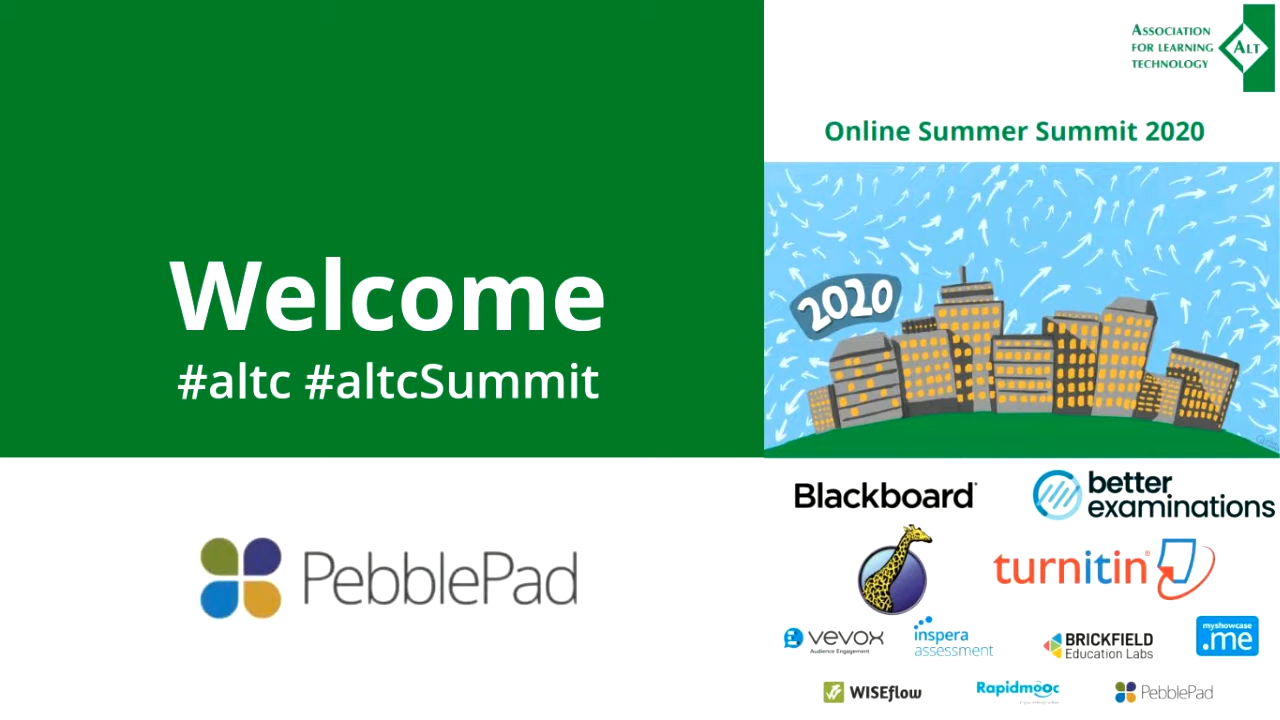 Welcome
#altc #altcSummit
PebblePad
ASSOCIATION
FOR LEARNING
TECHNOLOGY
ALT
Online Summer Summit 2020
2020
Blackboard
better
examinations
turnitin
vevox
Audience Engagement
inspera
assessment
BRICKFIELD
Education Labs
myshowcase
.me
WISEflow
Rapidmooc
PebblePad